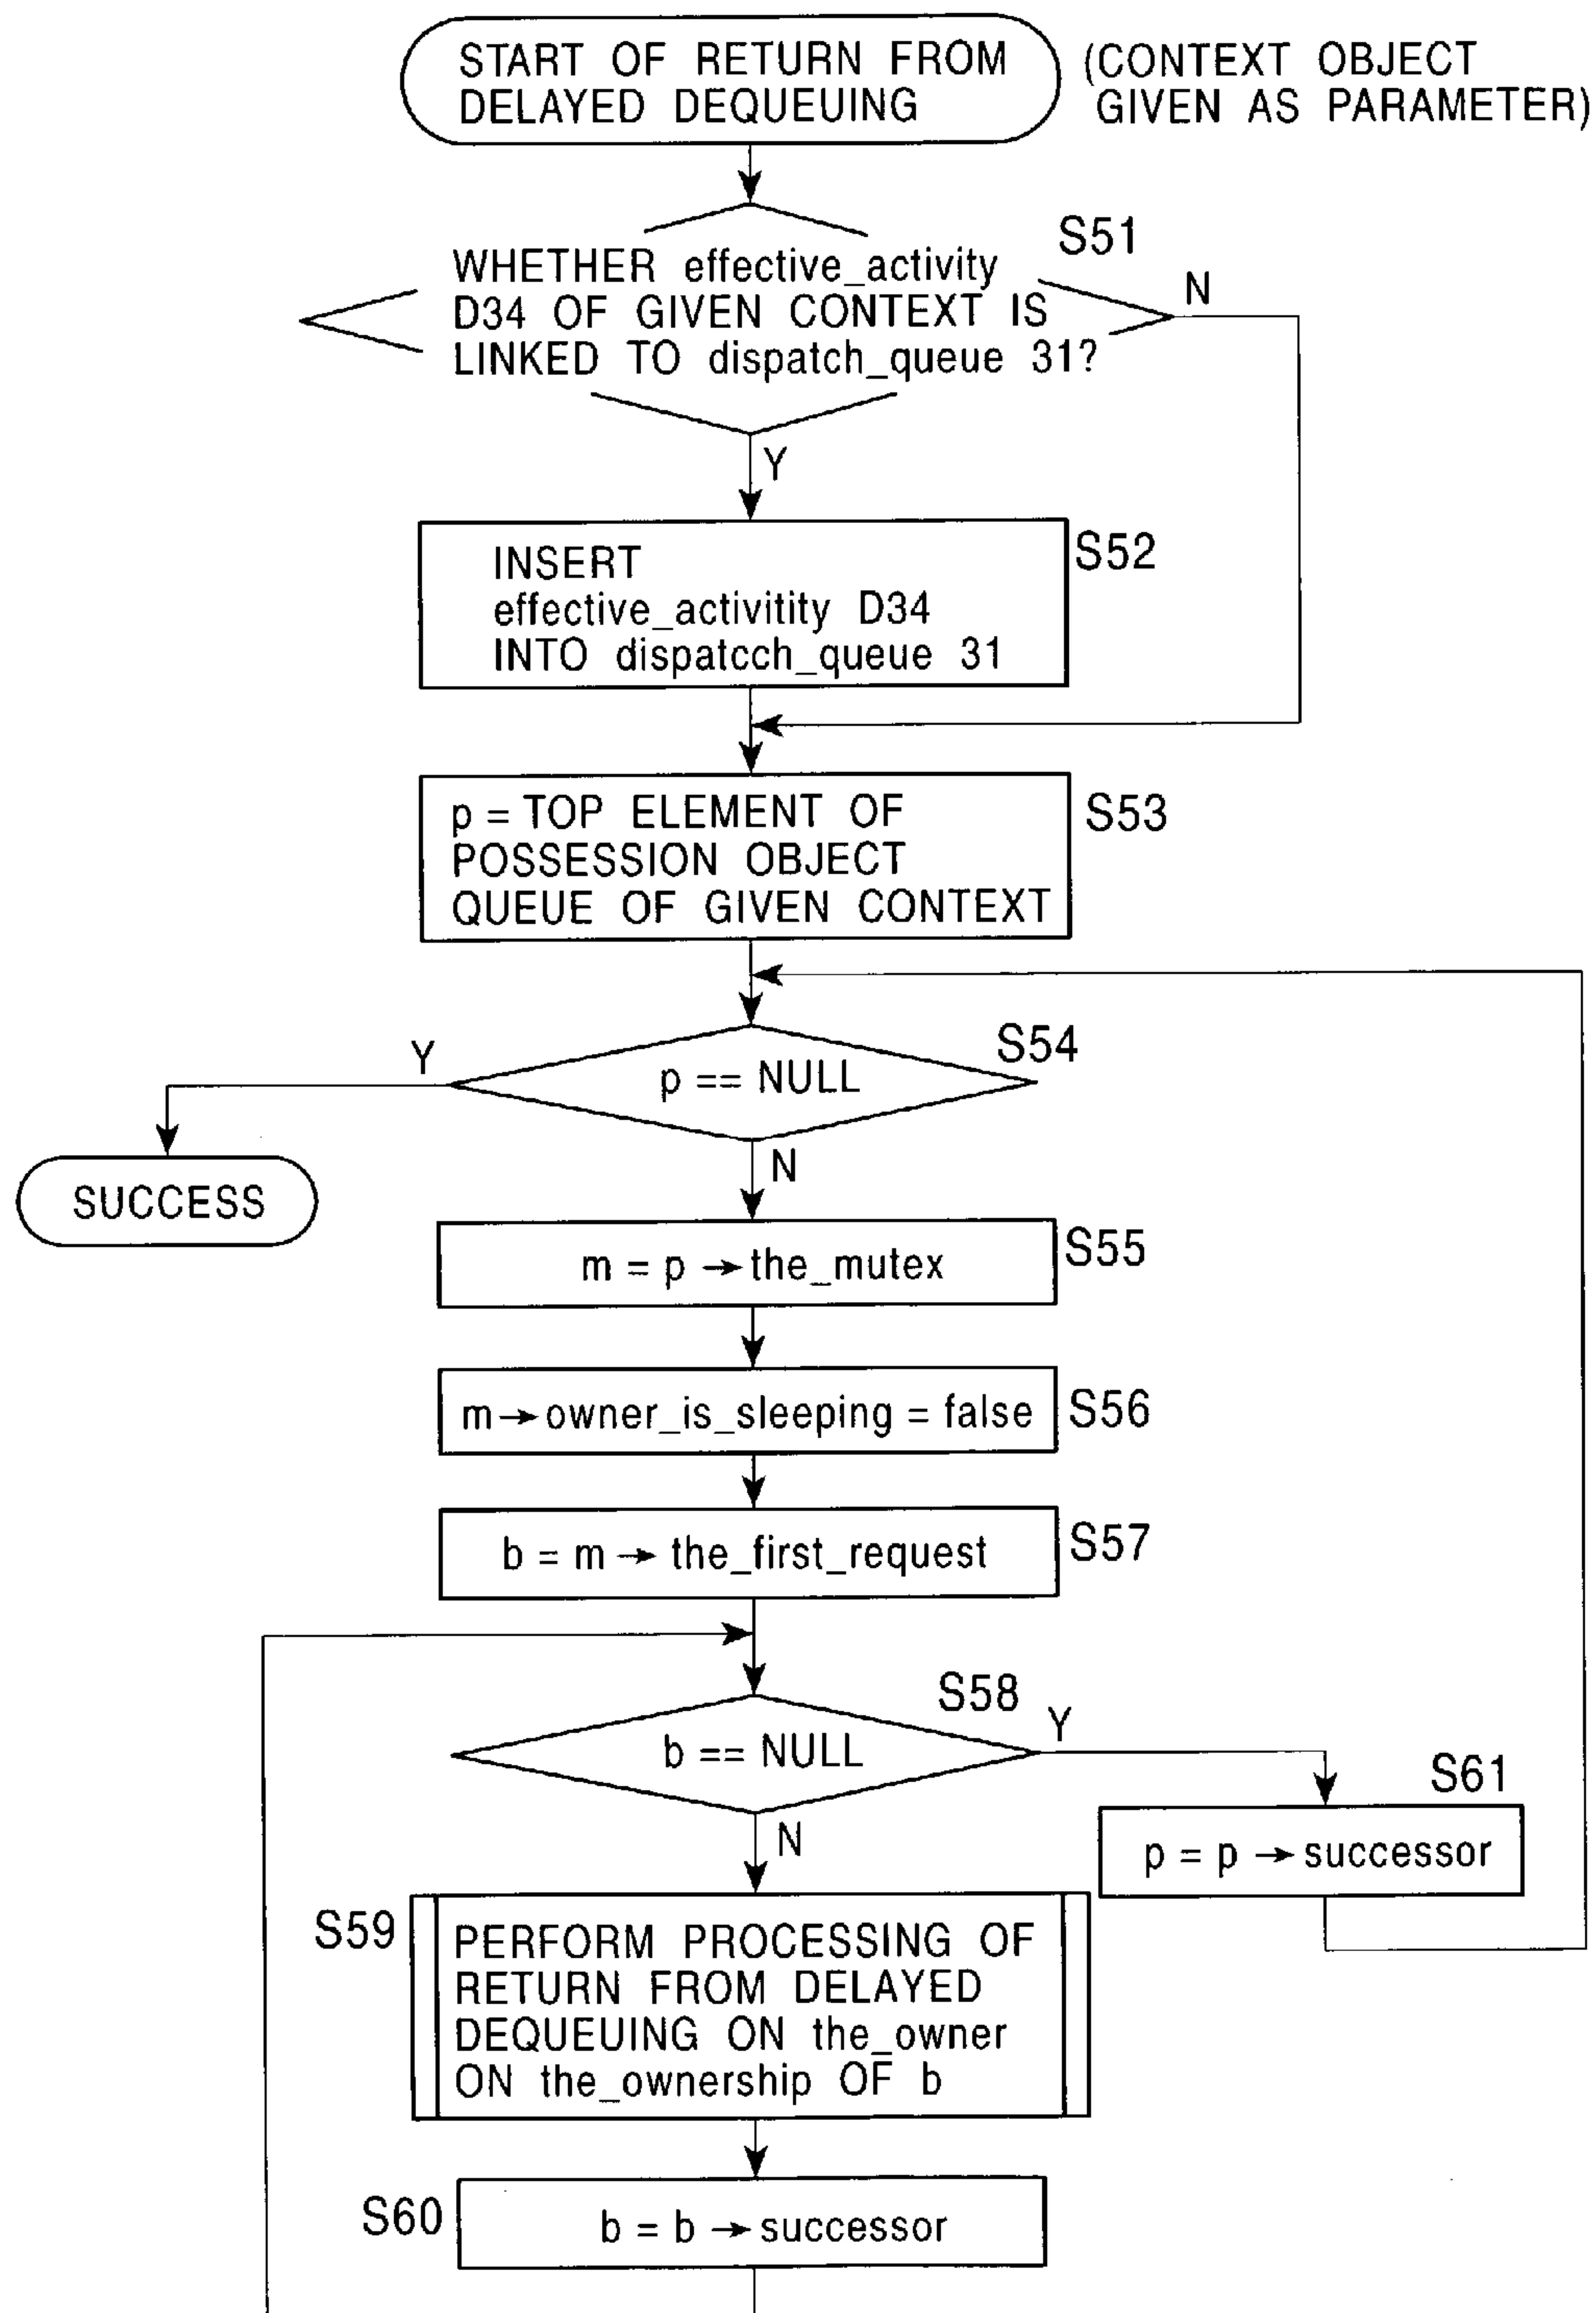 START OF RETURN FROM
DELAYED DEQUEUING
(CONTEXT OBJECT
GIVEN AS PARAMETER)
S51
WHETHER effective_activity
D34 OF GIVEN CONTEXT IS
LINKED TO dispatch_queue 31?
N
Y
INSERT
effective_activitity D34
INTO dispatcch_queue 31
S52
p = TOP ELEMENT OF
POSSESSION OBJECT
QUEUE OF GIVEN CONTEXT
S53
Y
S54
p == NULL
SUCCESS
N
m = p → the_mutex
S55
m → owner_is_sleeping = false
S56
b = m → the_first_request
S57
S58
b == NULL
Y
S61
p = p → successor
N
S59
PERFORM PROCESSING OF
RETURN FROM DELAYED
DEQUEUING ON the_owner
ON the_ownership OF b
S60
b = b → successor